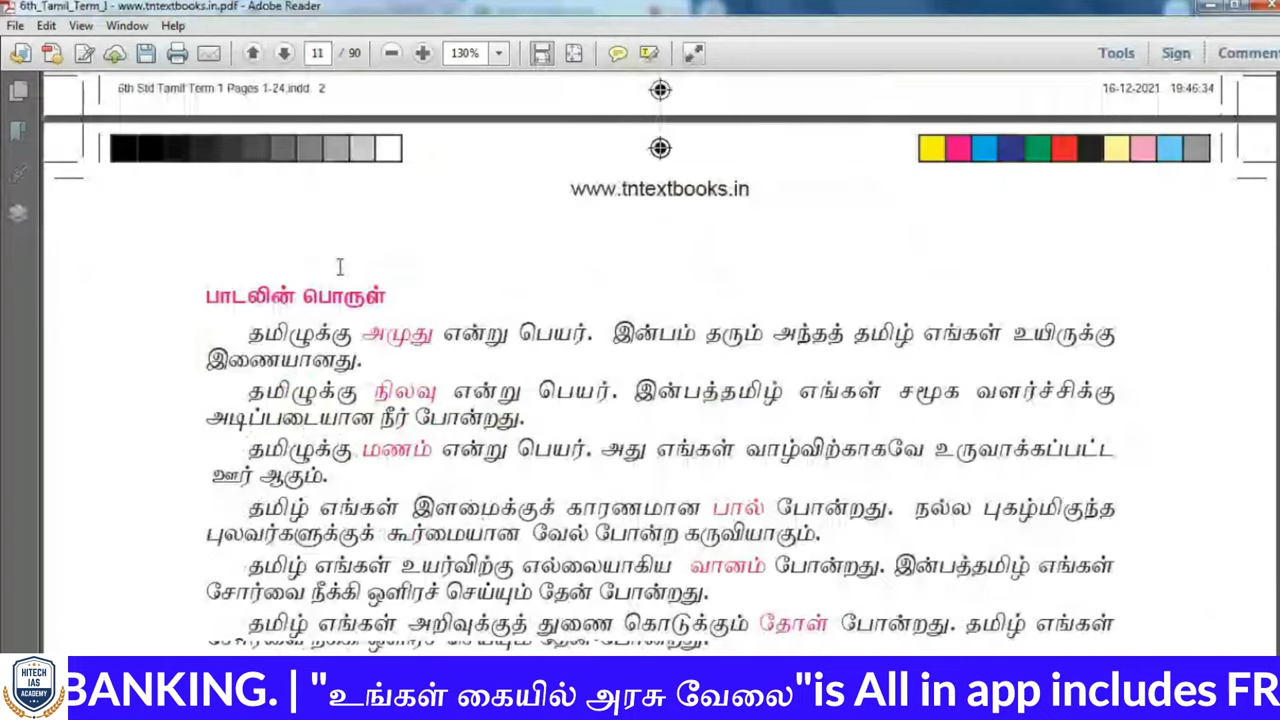 6th_Tamil_Term_I - www.tntextbooks.in.pdf - Adobe Reader
File Edit View Window Help
11 / 90 130% Tools Sign Comment
6th Std Tamil Term 1 Pages 1-24.indd 2 16-12-2021 19:46:34
www.tntextbooks.in
பாடலின் பொருள்
தமிழுக்கு அமுது என்று பெயர். இன்பம் தரும் அந்தத் தமிழ் எங்கள் உயிருக்கு
இணையானது.
தமிழுக்கு நிலவு என்று பெயர். இன்பத்தமிழ் எங்கள் சமூக வளர்ச்சிக்கு
அடிப்படையான நீர் போன்றது.
தமிழுக்கு மணம் என்று பெயர். அது எங்கள் வாழ்விற்காகவே உருவாக்கப்பட்ட
ஊர் ஆகும்.
தமிழ் எங்கள் இளமைக்குக் காரணமான பால் போன்றது. நல்ல புகழ்மிகுந்த
புலவர்களுக்குக் கூர்மையான வேல் போன்ற கருவியாகும்.
தமிழ் எங்கள் உயர்விற்கு எல்லையாகிய வானம் போன்றது. இன்பத்தமிழ் எங்கள்
சோர்வை நீக்கி ஒளிரச் செய்யும் தேன் போன்றது.
தமிழ் எங்கள் அறிவுக்குத் துணை கொடுக்கும் தோள் போன்றது. தமிழ் எங்கள்
HITECH
IAS
ACADEMY
BANKING. | "உங்கள் கையில் அரசு வேலை"is All in app includes FR